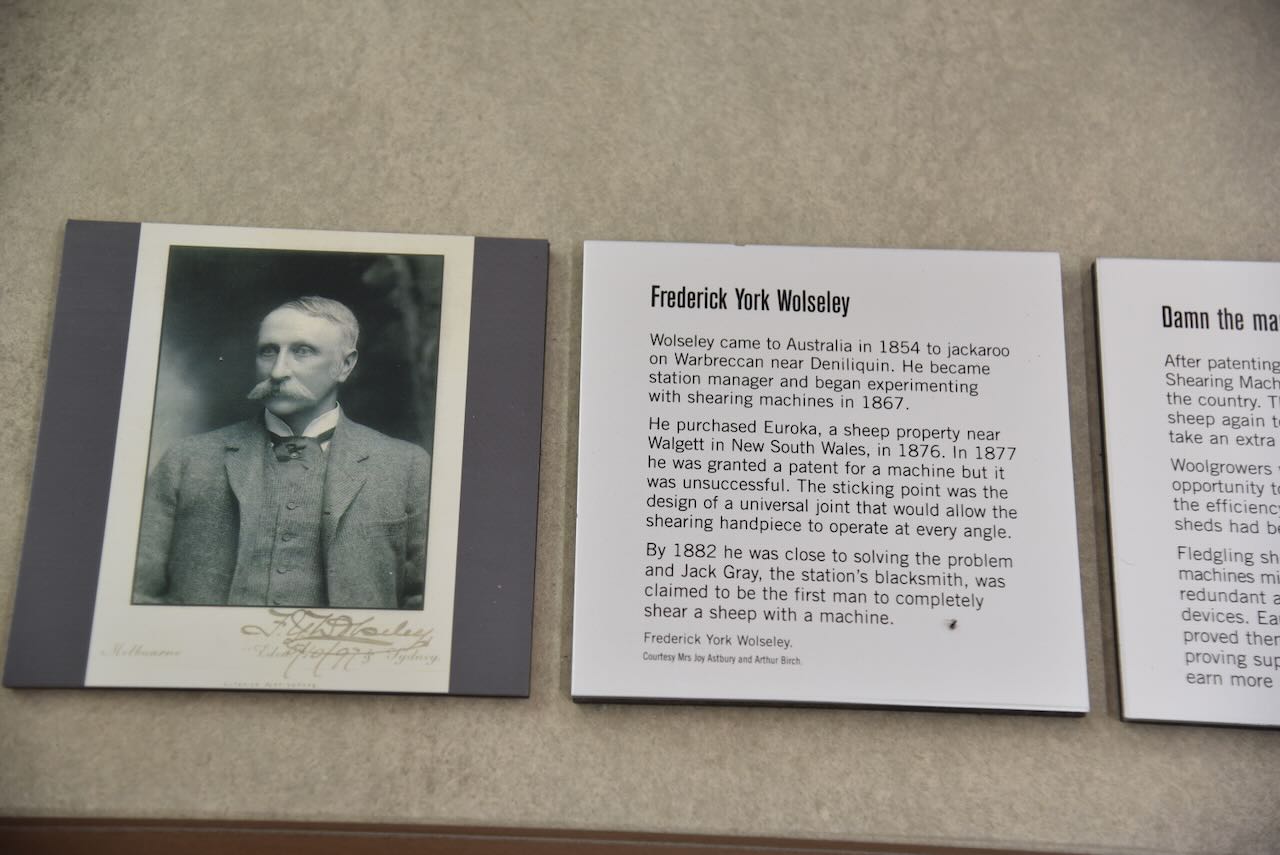 F. Y. Wolseley
Melbourne
Sydney.
Frederick York Wolseley
Wolseley came to Australia in 1854 to jackaroo
on Warbreccan near Deniliquin. He became
station manager and began experimenting
with shearing machines in 1867.
He purchased Euroka, a sheep property near
Walgett in New South Wales, in 1876. In 1877
he was granted a patent for a machine but it
was unsuccessful. The sticking point was the
design of a universal joint that would allow the
shearing handpiece to operate at every angle.
By 1882 he was close to solving the problem
and Jack Gray, the station's blacksmith, was
claimed to be the first man to completely
shear a sheep with a machine.
Frederick York Wolseley.
Courtesy Mrs Joy Astbury and Arthur Birch.
Damn the ma
After patenting
Shearing Mach
the country. T
sheep again t
take an extra
Woolgrowers
opportunity to
the efficiency
sheds had be
Fledgling sh
machines mi
redundant a
devices. Ea
proved ther
proving sup
earn more